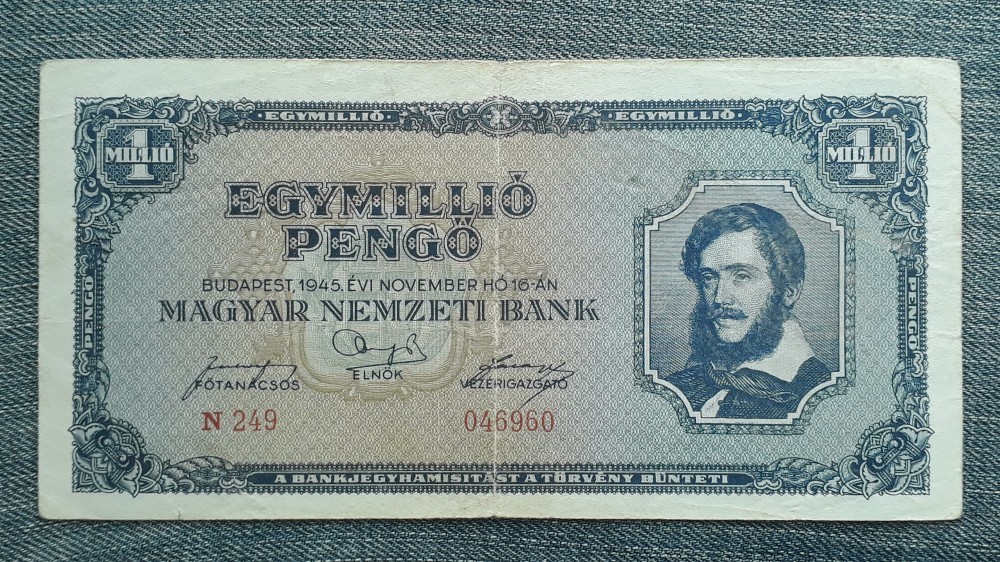 ·EGYMILLIÓ· ·EGYMILLIÓ·
1 MILLIÓ 1 MILLIÓ
EGYMILLIÓ
PENGŐ
BUDAPEST, 1945. ÉVI NOVEMBER HÓ 16-ÁN
MAGYAR NEMZETI BANK
ELNÖK
FŐTANÁCSOS VEZÉRIGAZGATÓ
N 249 046960
PENGŐ PENGŐ
A BANKJEGYHAMISITÁST A TÖRVÉNY BÜNTETI